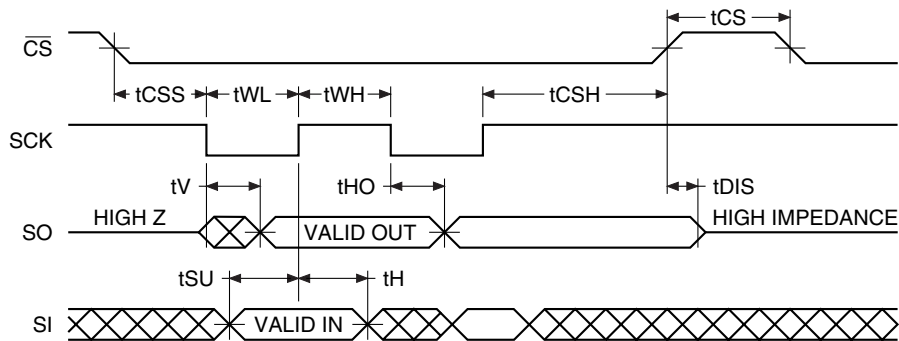 tCS
C̅S̅
tCSS tWL tWH tCSH
SCK
tV tHO tDIS
HIGH Z VALID OUT HIGH IMPEDANCE
SO
tSU tH
SI VALID IN